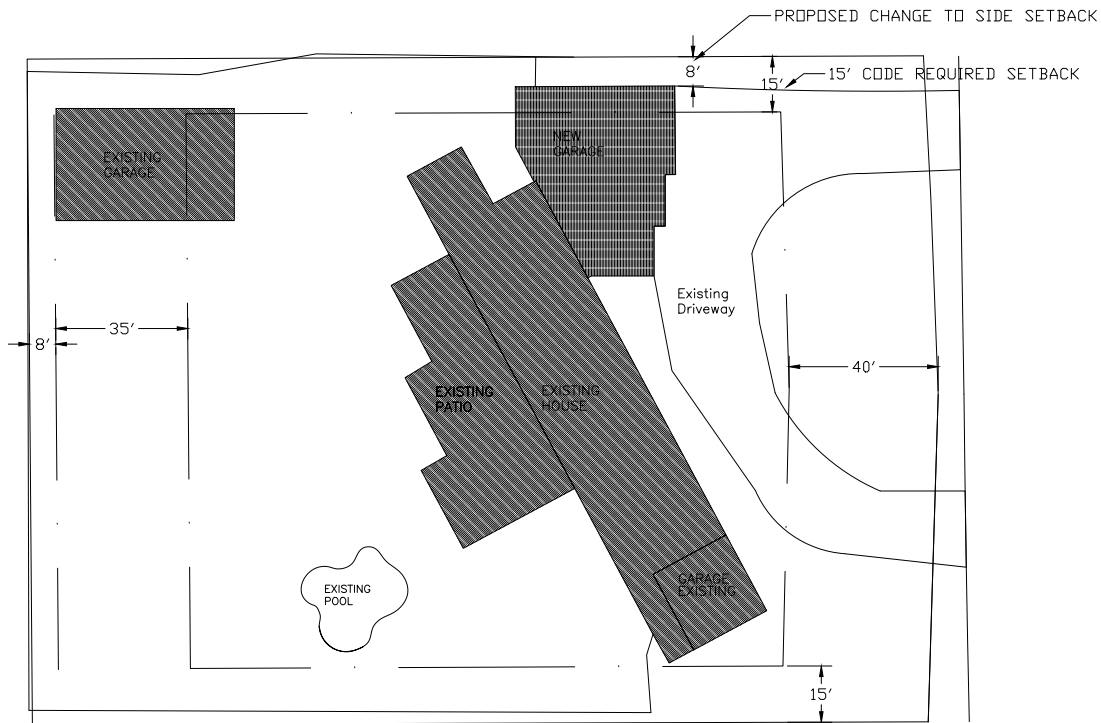 PROPOSED CHANGE TO SIDE SETBACK
8'
15'
15' CODE REQUIRED SETBACK
NEW
GARAGE
EXISTING
GARAGE
Existing
Driveway
35'
8'
40'
EXISTING
PATIO
EXISTING
HOUSE
EXISTING
POOL
GARAGE
EXISTING
15'